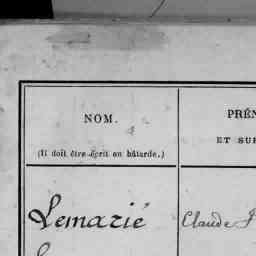 NOM.
PRÉN
ET SUR
(Il doit être écrit en bâtarde.)
Lemarié
Claude